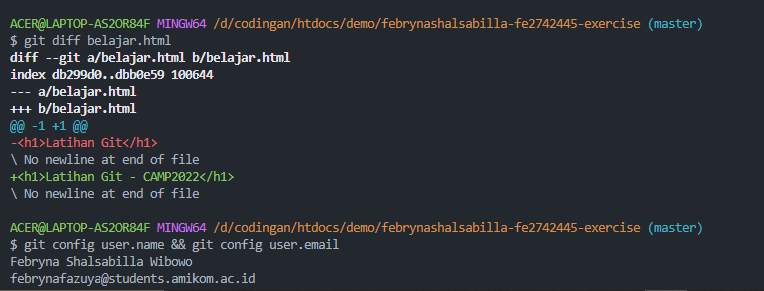 ACER@LAPTOP-AS2OR84F MINGW64 /d/codingan/htdocs/demo/febrynashalsabilla-fe2742445-exercise (master)
$ git diff belajar.html
diff --git a/belajar.html b/belajar.html
index db299d0..dbb0e59 100644
--- a/belajar.html
+++ b/belajar.html
@@ -1 +1 @@
-<h1>Latihan Git</h1>
\ No newline at end of file
+<h1>Latihan Git - CAMP2022</h1>
\ No newline at end of file
ACER@LAPTOP-AS2OR84F MINGW64 /d/codingan/htdocs/demo/febrynashalsabilla-fe2742445-exercise (master)
$ git config user.name && git config user.email
Febryna Shalsabilla Wibowo
febrynafazuya@students.amikom.ac.id